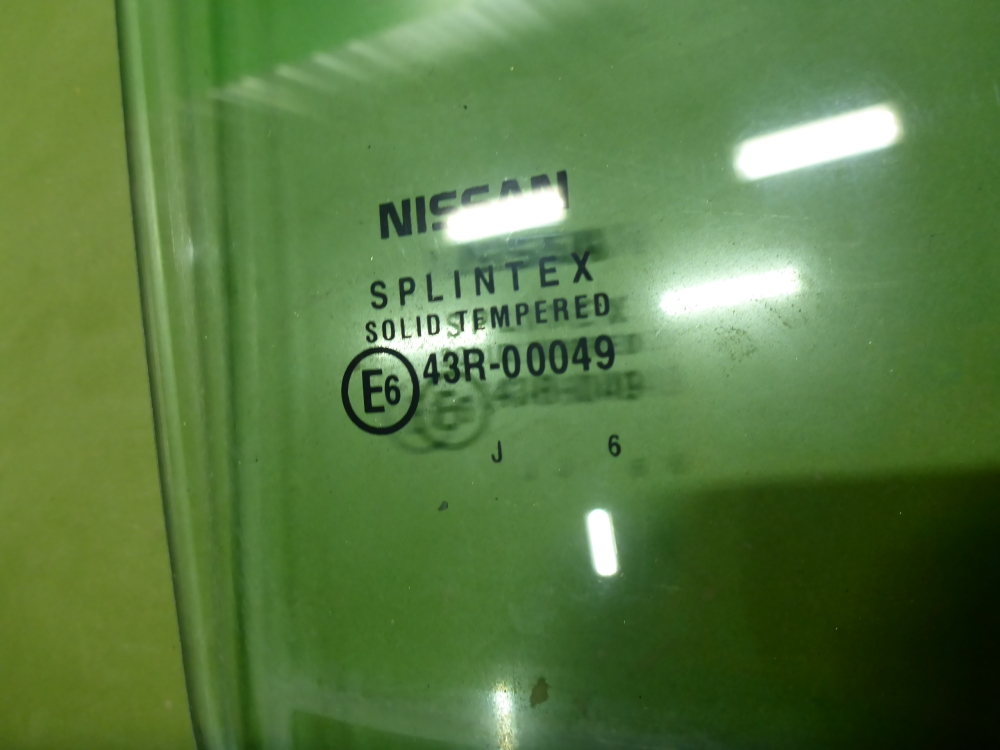 NISSAN
SPLINTEX
SOLID TEMPERED
E6 43R-00049
J 6